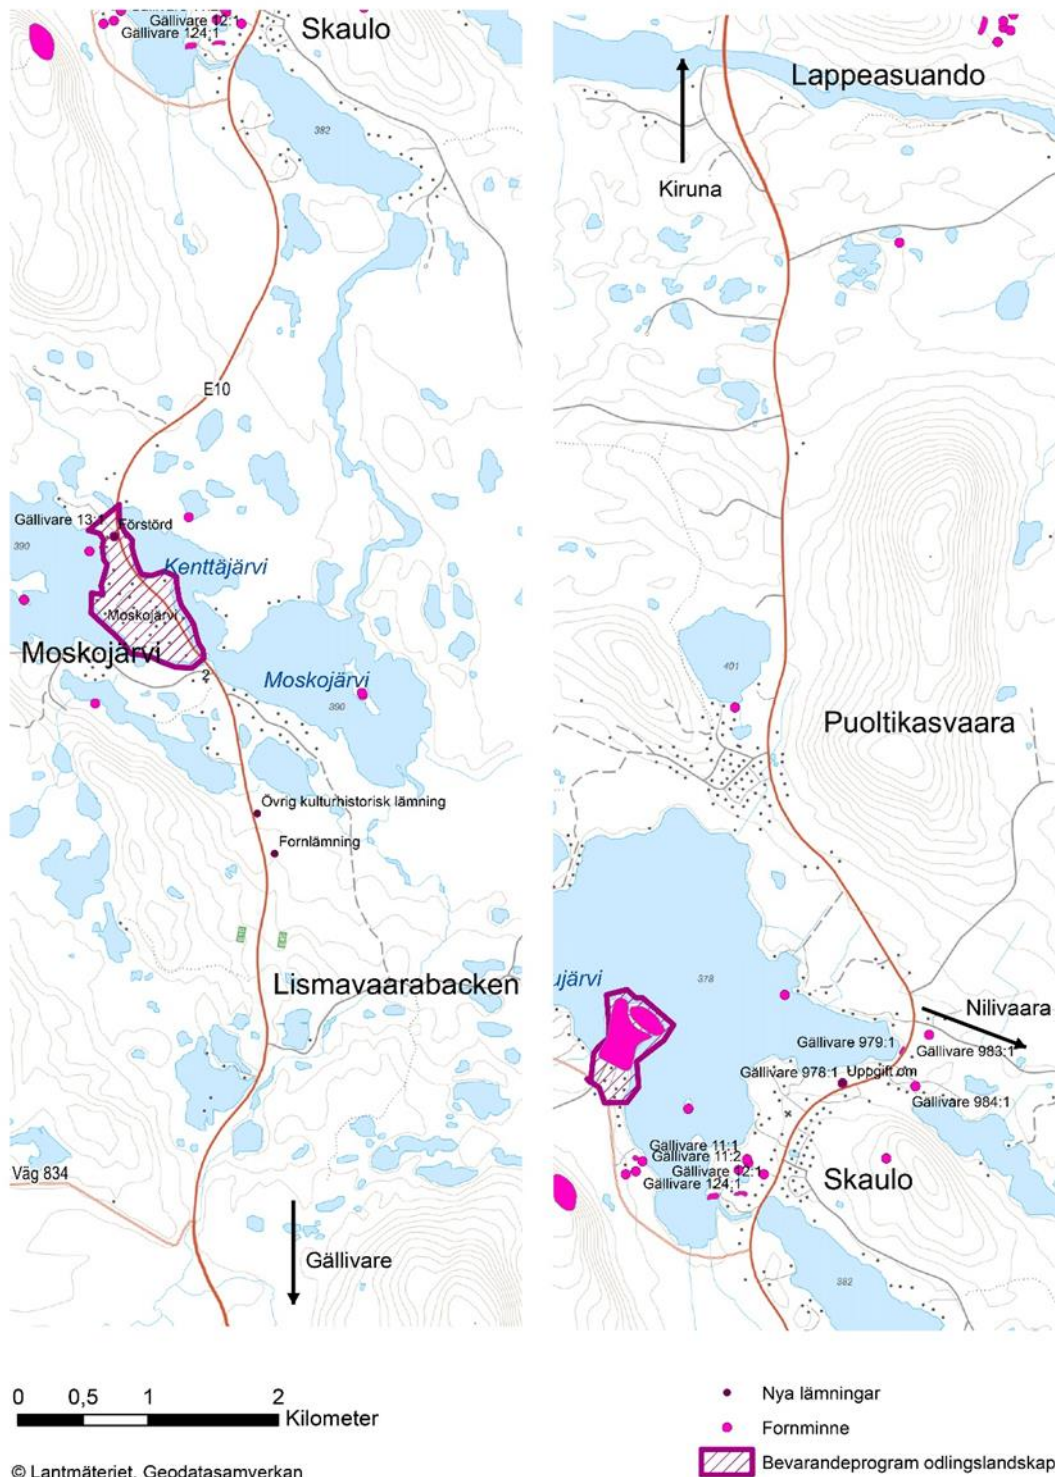 Gällivare 12:1
Gällivare 124:1
Skaulo
382
E10
Gällivare 13:1
Förstörd
390
Kenttäjärvi
Moskojärvi
Moskojärvi
2
Moskojärvi
390
Övrig kulturhistorisk lämning
Fornlämning
Lismavaarabacken
Väg 834
Gällivare
Lappeasuando
Kiruna
401
Puoltikasvaara
ujärvi
378
Nilivaara
Gällivare 979:1
Gällivare 983:1
Gällivare 978:1
Uppgift om
Gällivare 984:1
Gällivare 11:1
Gällivare 11:2
Gällivare 12:1
Gällivare 124:1
Skaulo
382
0 0,5 1 2
Kilometer
© Lantmäteriet, Geodatasamverkan
Nya lämningar
Fornminne
Bevarandeprogram odlingslandskap